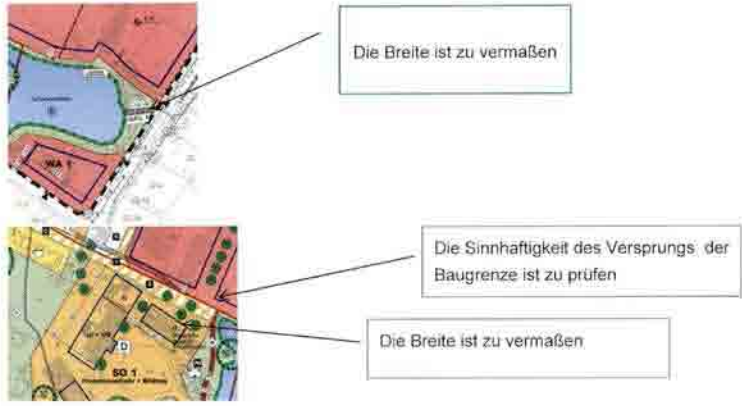 Die Breite ist zu vermaßen
WA 1
Die Sinnhaftigkeit des Versprungs der
Baugrenze ist zu prüfen
Die Breite ist zu vermaßen
D
SO 1